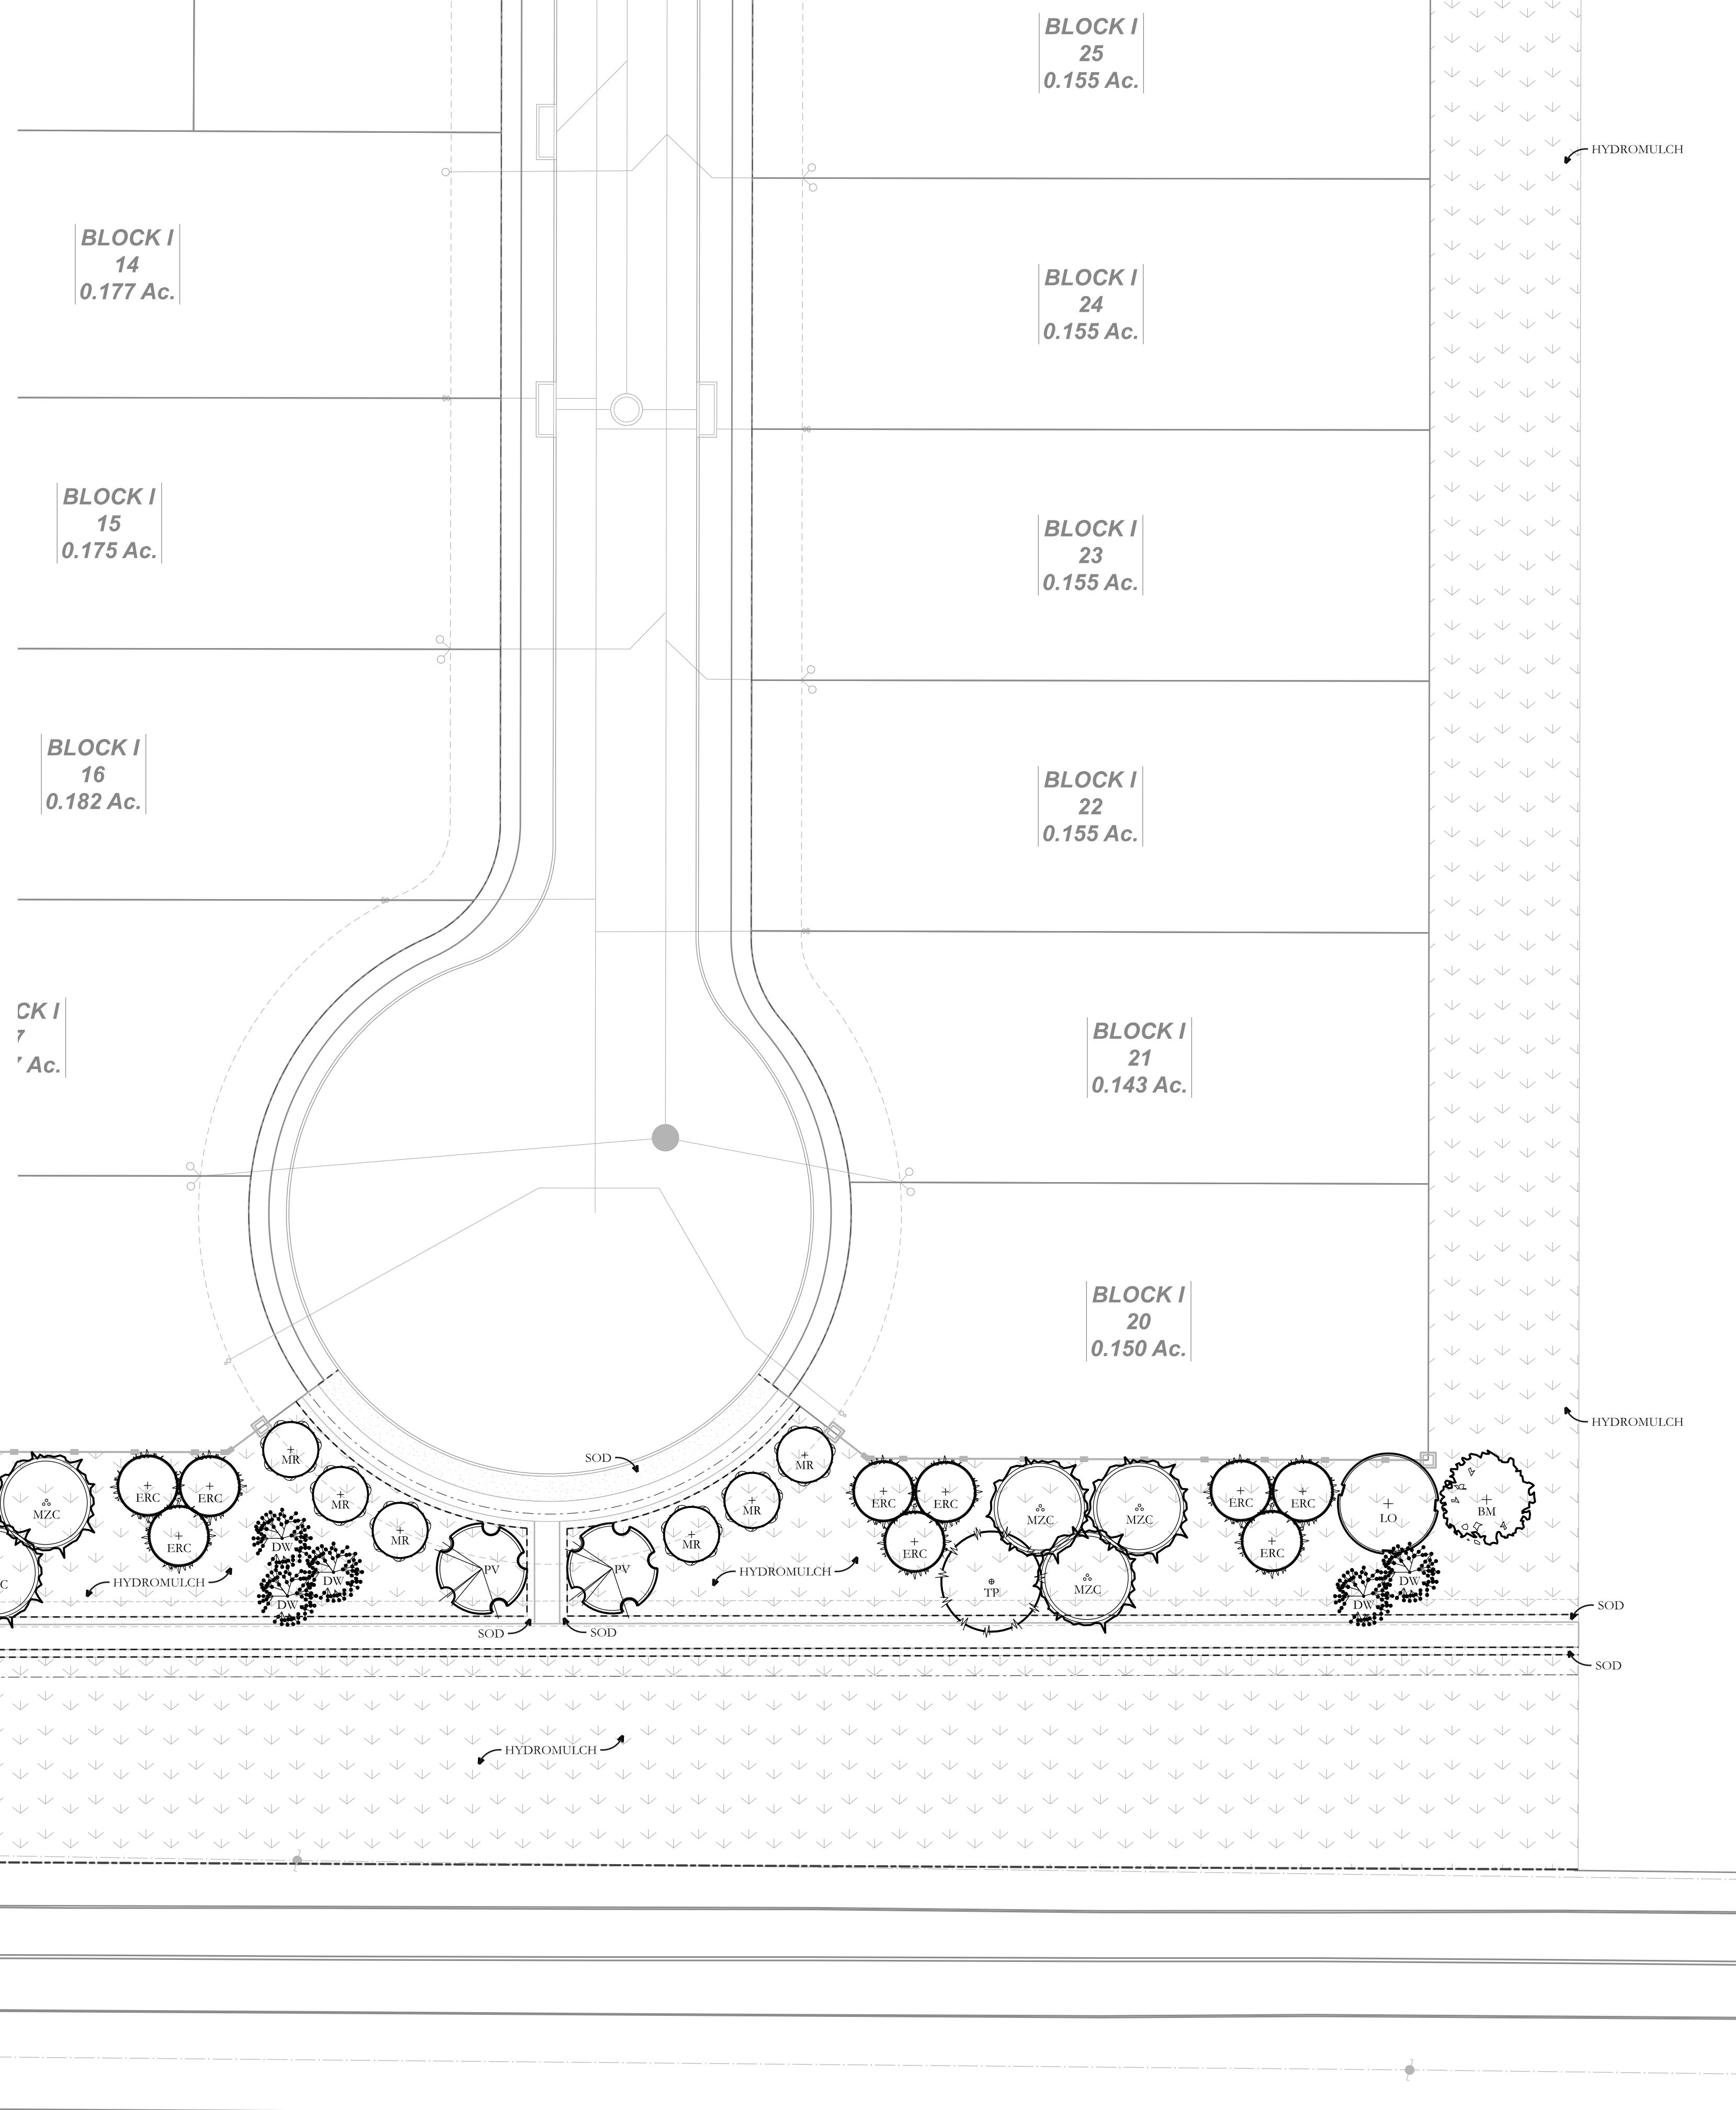 BLOCK I
25
0.155 Ac.
HYDROMULCH
BLOCK I
14
0.177 Ac.
BLOCK I
24
0.155 Ac.
BLOCK I
15
0.175 Ac.
BLOCK I
23
0.155 Ac.
BLOCK I
16
0.182 Ac.
BLOCK I
22
0.155 Ac.
CK I
7
Ac.
BLOCK I
21
0.143 Ac.
BLOCK I
20
0.150 Ac.
HYDROMULCH
SOD
MR
MR
ERC
ERC
MR
MR
ERC
ERC
ERC
ERC
MZC
MZC
MZC
LO
BM
MR
MR
ERC
DW
ERC
ERC
PV
PV
HYDROMULCH
DW
DW
HYDROMULCH
TP
MZC
DW
DW
C
SOD
SOD
SOD
SOD
HYDROMULCH